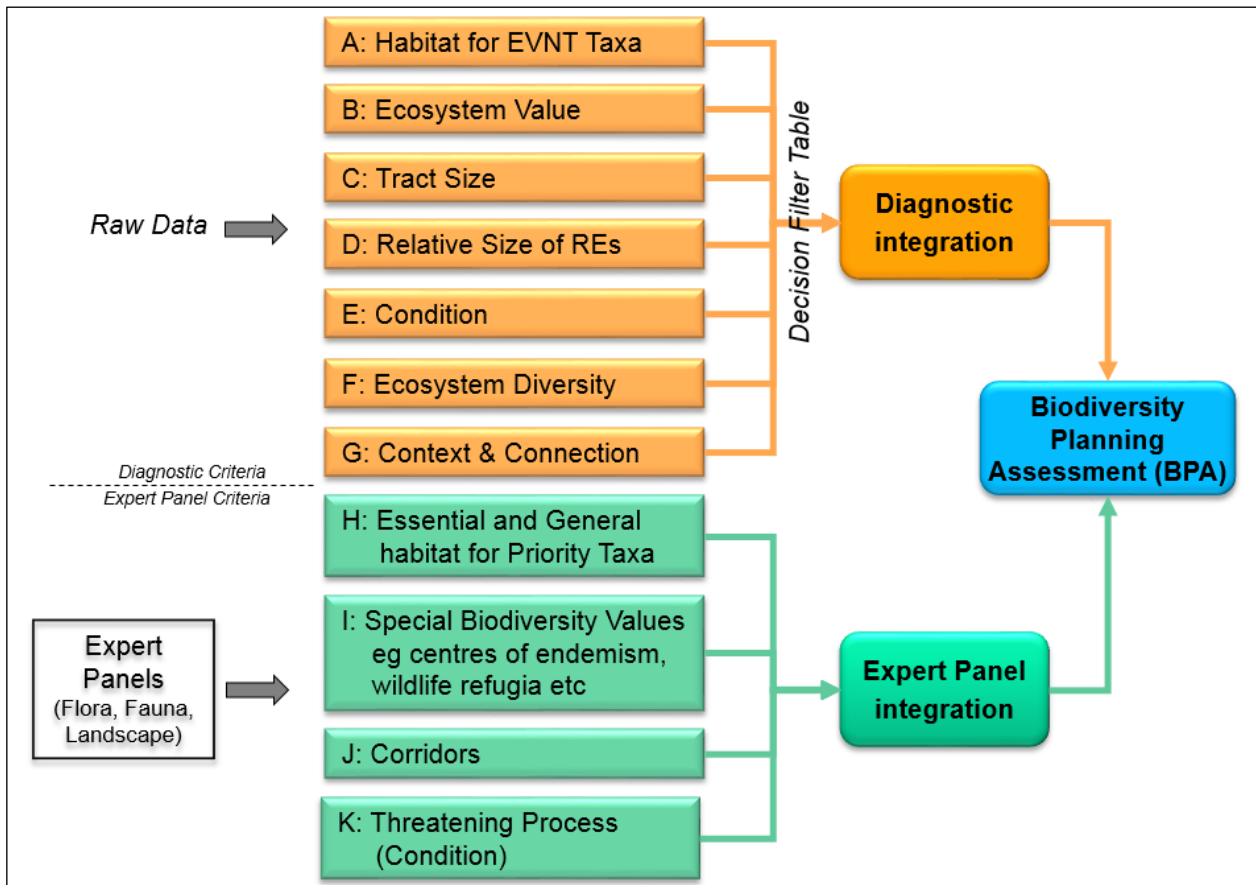 A: Habitat for EVNT Taxa
B: Ecosystem Value
C: Tract Size
Raw Data
D: Relative Size of REs
E: Condition
F: Ecosystem Diversity
G: Context & Connection
Decision Filter Table
Diagnostic
integration
Diagnostic Criteria
Expert Panel Criteria
Expert
Panels
(Flora, Fauna,
Landscape)
H: Essential and General
habitat for Priority Taxa
I: Special Biodiversity Values
eg centres of endemism,
wildlife refugia etc
J: Corridors
K: Threatening Process
(Condition)
Expert Panel
integration
Biodiversity
Planning
Assessment (BPA)